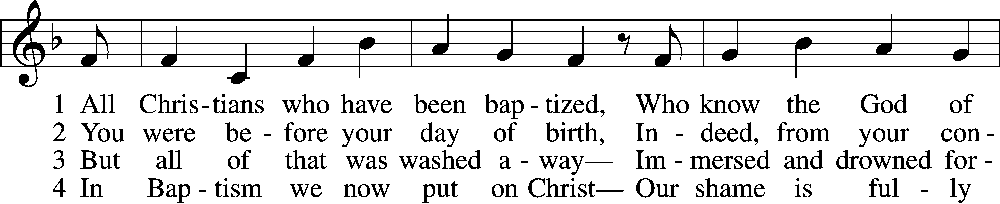 1 All Chris - tians who have been bap - tized, Who know the God of
2 You were be - fore your day of birth, In - deed, from your con -
3 But all of that was washed a - way— Im - mersed and drowned for -
4 In Bap - tism we now put on Christ— Our shame is ful - ly